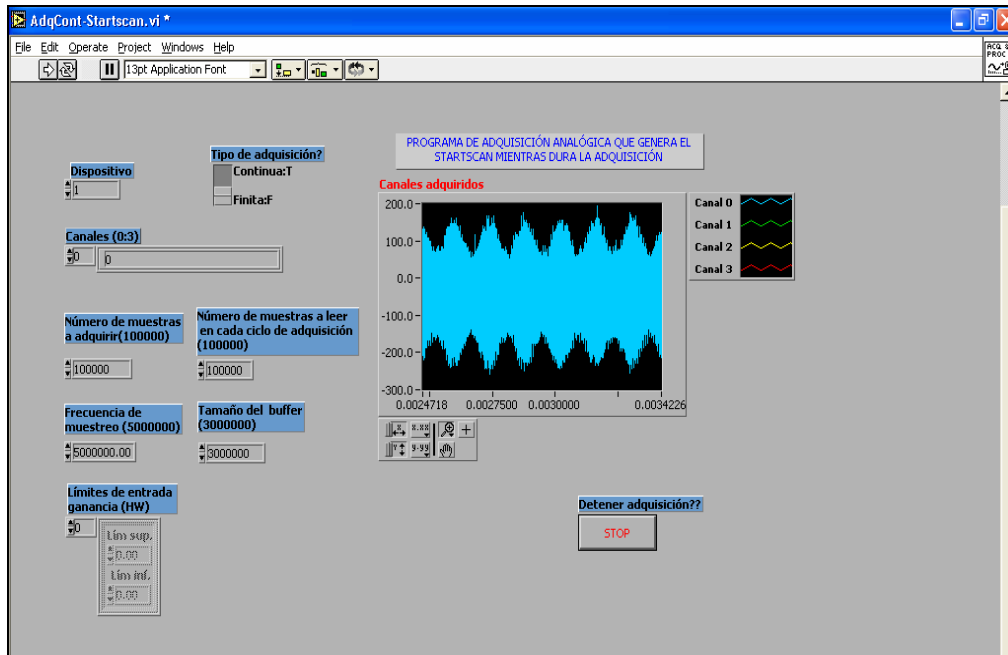 AdqCont-Startscan.vi *
File Edit Operate Project Windows Help
13pt Application Font
ACQ &
PROC
PROGRAMA DE ADQUISICIÓN ANALÓGICA QUE GENERA EL
STARTSCAN MIENTRAS DURA LA ADQUISICIÓN
Dispositivo
1
Tipo de adquisición?
Continua:T
Finita:F
Canales (0:3)
0
0
Número de muestras
a adquirir(100000)
100000
Número de muestras a leer
en cada ciclo de adquisición
(100000)
100000
Frecuencia de
muestreo (5000000)
5000000.00
Tamaño del buffer
(3000000)
3000000
Límites de entrada
ganancia (HW)
0
Lím sup.
0.00
Lím inf.
0.00
Canales adquiridos
200.0
100.0
0.0
-100.0
-200.0
-300.0
0.0024718 0.0027500 0.0030000 0.0034226
Canal 0
Canal 1
Canal 2
Canal 3
X x.xx
Y y.yy
Detener adquisición??
STOP